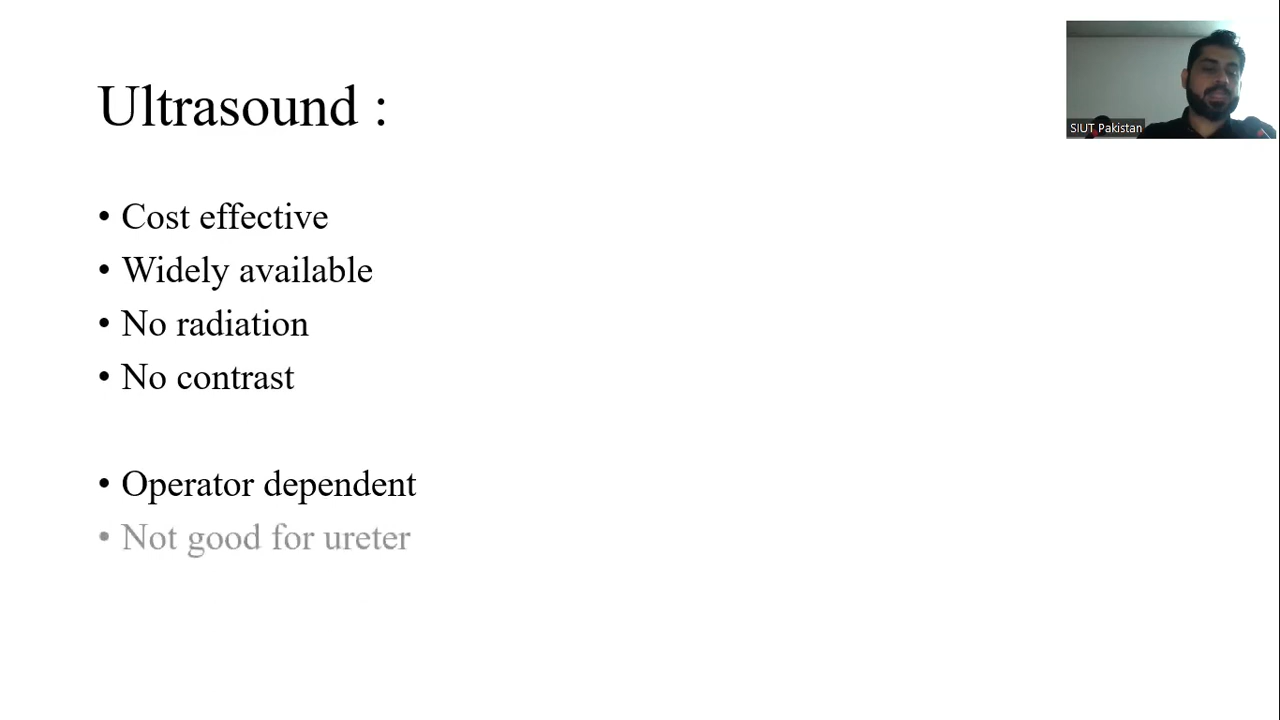 Ultrasound :
SIUT Pakistan
• Cost effective
• Widely available
• No radiation
• No contrast
• Operator dependent
• Not good for ureter